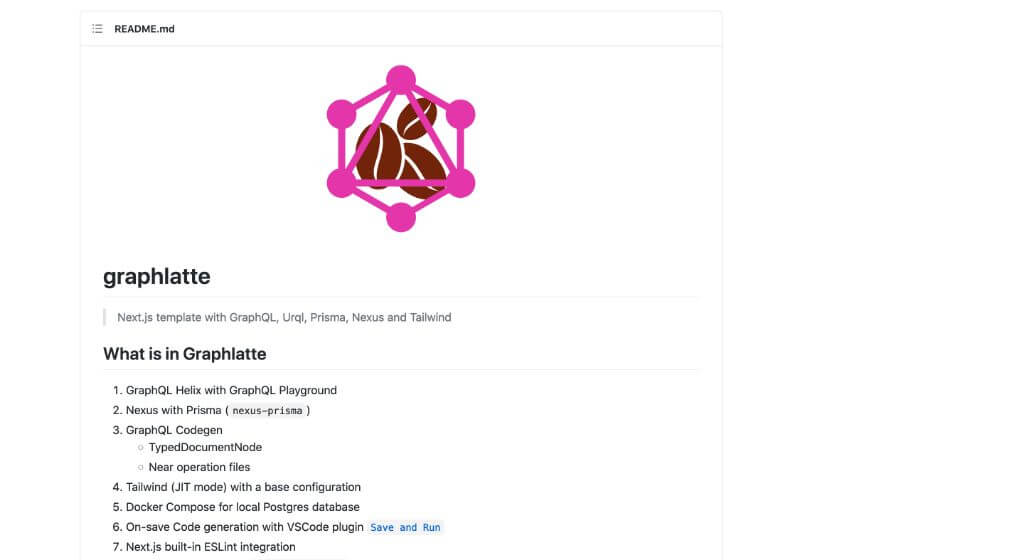 README.md
graphlatte
Next.js template with GraphQL, Urql, Prisma, Nexus and Tailwind
What is in Graphlatte
1. GraphQL Helix with GraphQL Playground
2. Nexus with Prisma ( nexus-prisma )
3. GraphQL Codegen
○ TypedDocumentNode
○ Near operation files
4. Tailwind (JIT mode) with a base configuration
5. Docker Compose for local Postgres database
6. On-save Code generation with VSCode plugin Save and Run
7. Next.js built-in ESLint integration